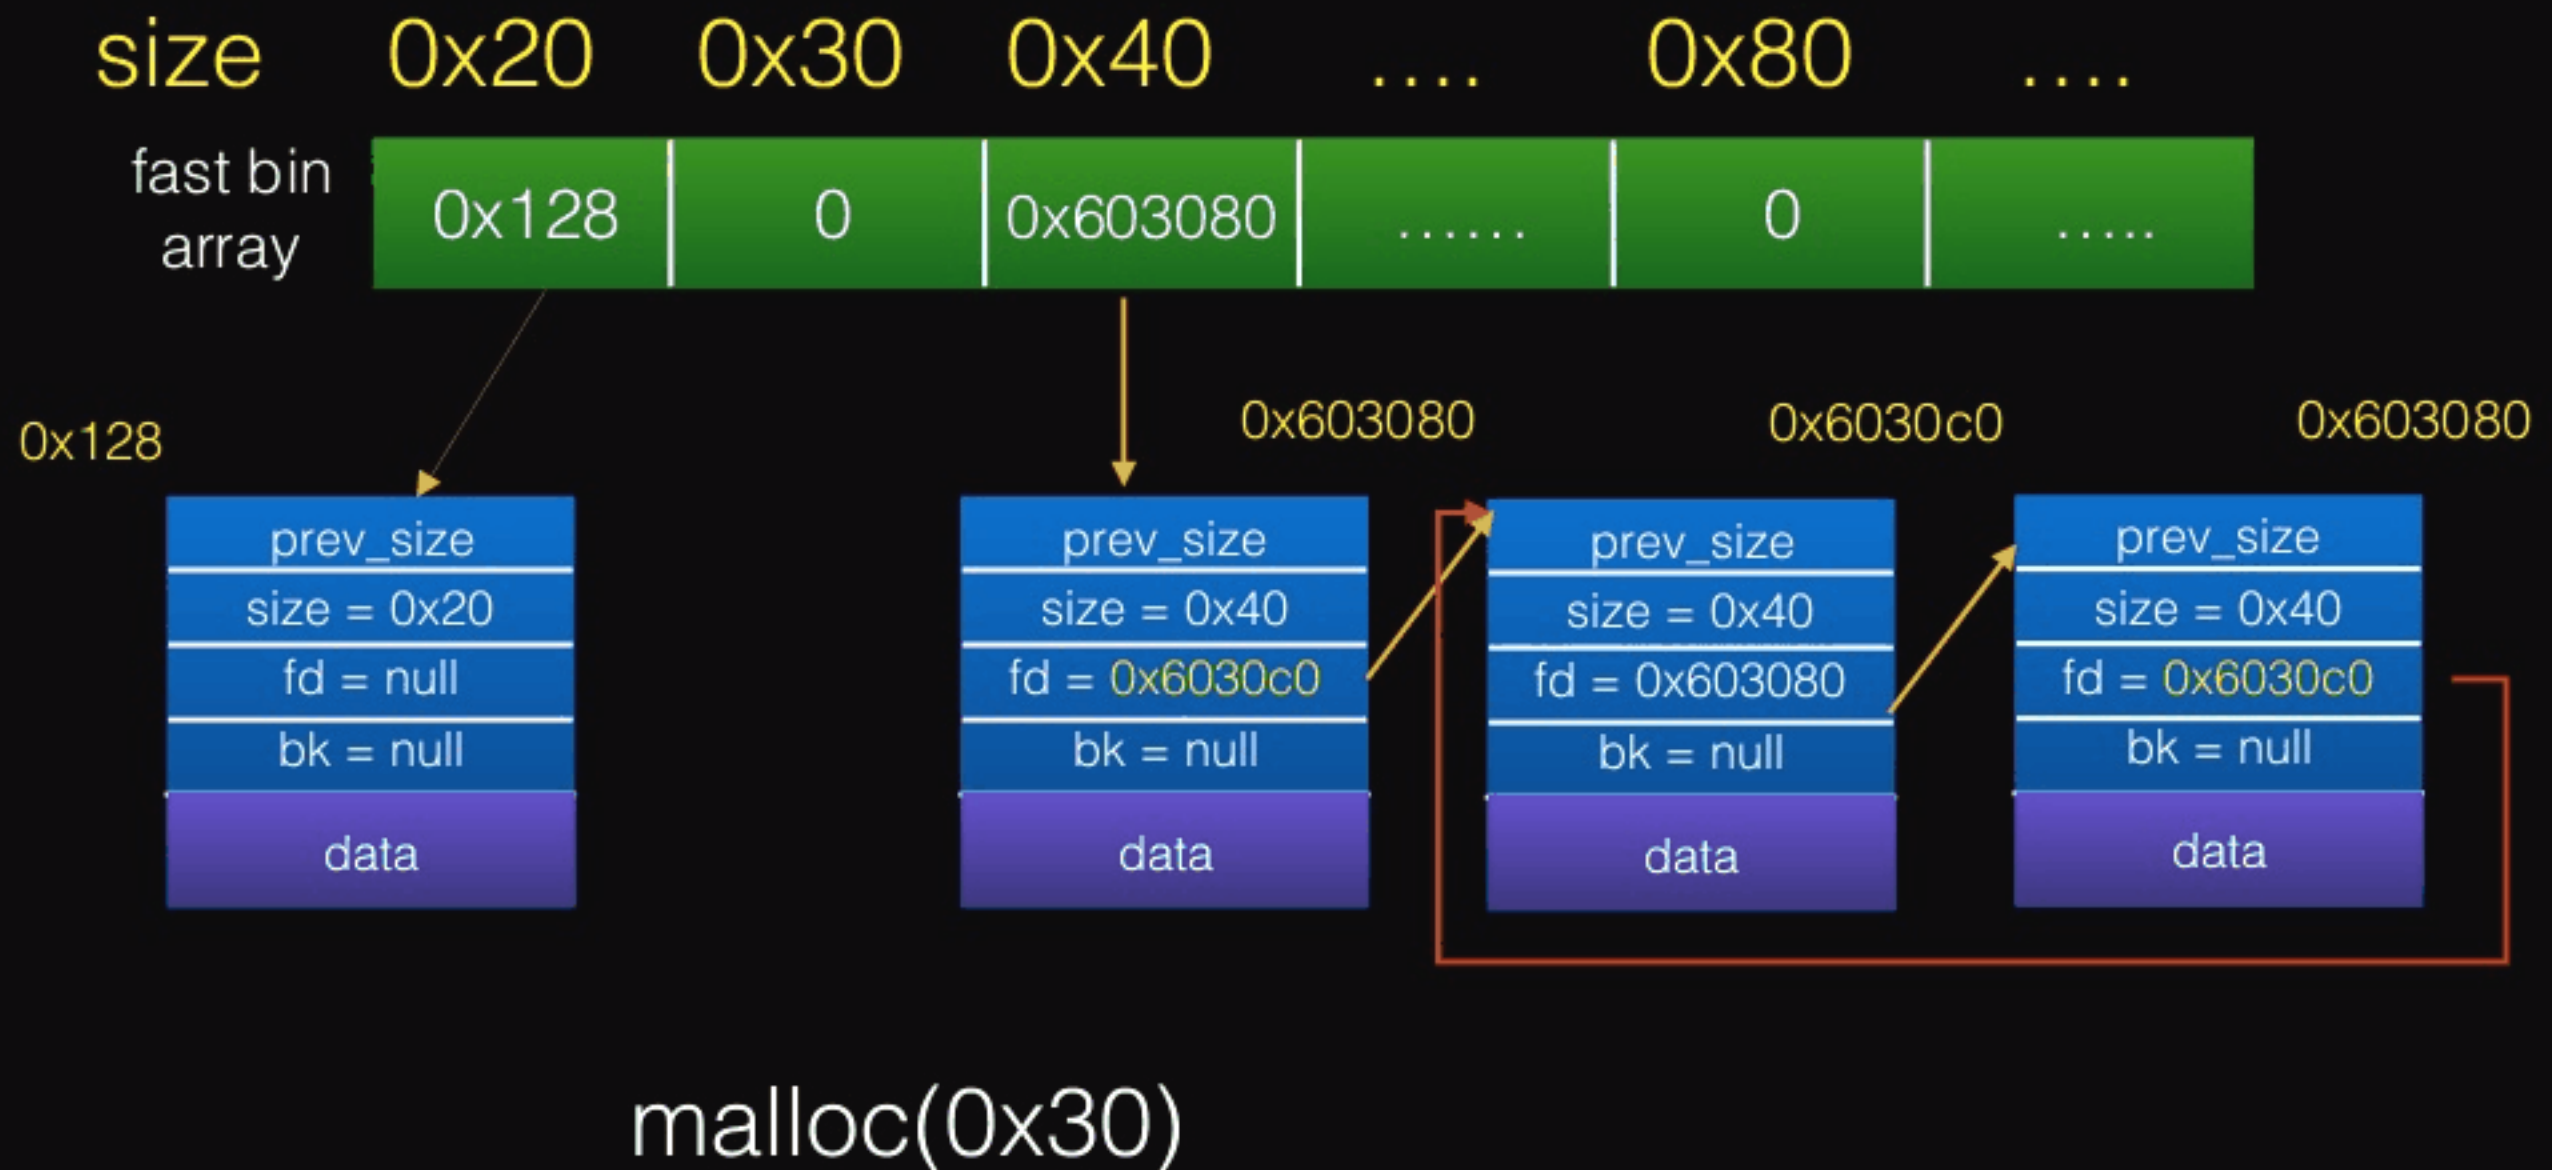 size 0x20 0x30 0x40 .... 0x80 ....
fast bin
array
0x128 0 0x603080 ...... 0 .....
0x128 0x603080 0x6030c0 0x603080
prev_size prev_size prev_size prev_size
size = 0x20 size = 0x40 size = 0x40 size = 0x40
fd = null fd = 0x6030c0 fd = 0x603080 fd = 0x6030c0
bk = null bk = null bk = null bk = null
data data data data
malloc(0x30)